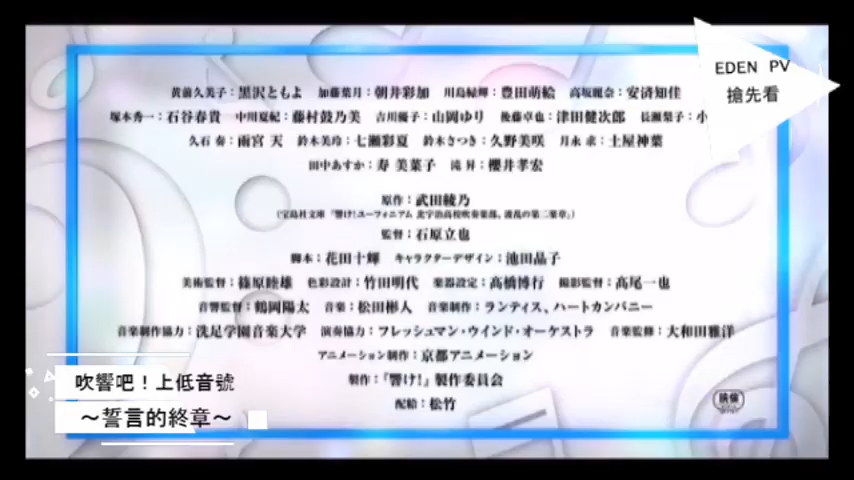 EDEN PV
搶先看
黄前久美子：黒沢ともよ 加藤葉月：朝井彩加 川島緑輝：豊田萌絵 高坂麗奈：安済知佳
塚本秀一：石谷春貴 中川夏紀：藤村鼓乃美 吉川優子：山岡ゆり 後藤卓也：津田健次郎 長瀬梨子：小
久石 奏：雨宮 天 鈴木美玲：七瀬彩夏 鈴木さつき：久野美咲 月永 求：土屋神葉
田中あすか：寿 美菜子 滝 昇：櫻井孝宏
原作：武田綾乃
(宝島社文庫『響け!ユーフォニアム 北宇治高校吹奏楽部、波乱の第二楽章』)
監督：石原立也
脚本：花田十輝 キャラクターデザイン：池田晶子
美術監督：篠原睦雄 色彩設計：竹田明代 楽器設定：高橋博行 撮影監督：高尾一也
音響監督：鶴岡陽太 音楽：松田彬人 音楽制作：ランティス、ハートカンパニー
音楽制作協力：洗足学園音楽大学 演奏協力：フレッシュマン・ウインド・オーケストラ 音楽監修：大和田雅洋
アニメーション制作：京都アニメーション
製作：『響け!』製作委員会
配給：松竹
映倫
吹響吧！上低音號
～誓言的終章～